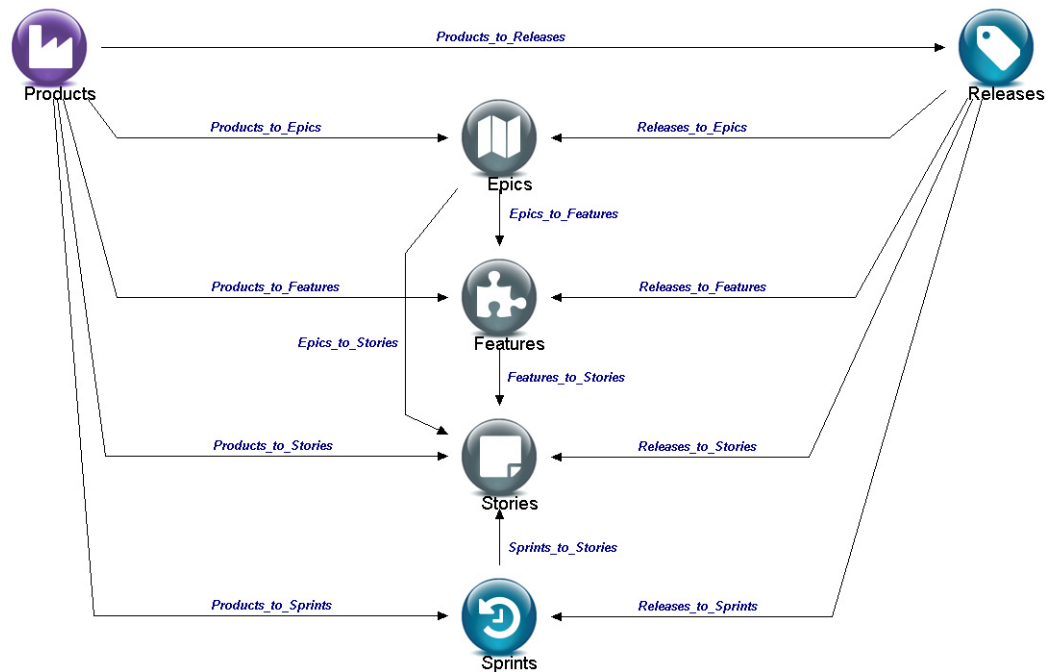 Products_to_Releases
Products
Releases
Products_to_Epics
Releases_to_Epics
Epics
Epics_to_Features
Products_to_Features
Releases_to_Features
Epics_to_Stories
Features
Features_to_Stories
Products_to_Stories
Releases_to_Stories
Stories
Sprints_to_Stories
Products_to_Sprints
Releases_to_Sprints
Sprints